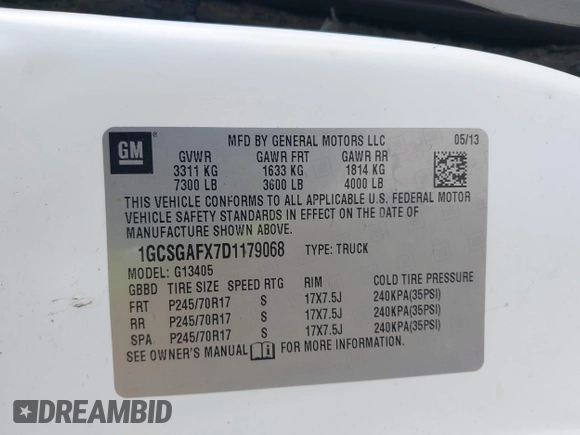 GM
MFD BY GENERAL MOTORS LLC 05/13
GVWR GAWR FRT GAWR RR
3311 KG 1633 KG 1814 KG
7300 LB 3600 LB 4000 LB
THIS VEHICLE CONFORMS TO ALL APPLICABLE U.S. FEDERAL MOTOR
VEHICLE SAFETY STANDARDS IN EFFECT ON THE DATE OF
MANUFACTURE SHOWN ABOVE.
1GCSGAFX7D1179068 TYPE: TRUCK
MODEL: G13405
GBBD TIRE SIZE SPEED RTG RIM COLD TIRE PRESSURE
FRT P245/70R17 S 17X7.5J 240KPA(35PSI)
RR P245/70R17 S 17X7.5J 240KPA(35PSI)
SPA P245/70R17 S 17X7.5J 240KPA(35PSI)
SEE OWNER'S MANUAL FOR MORE INFORMATION.
DREAMBID